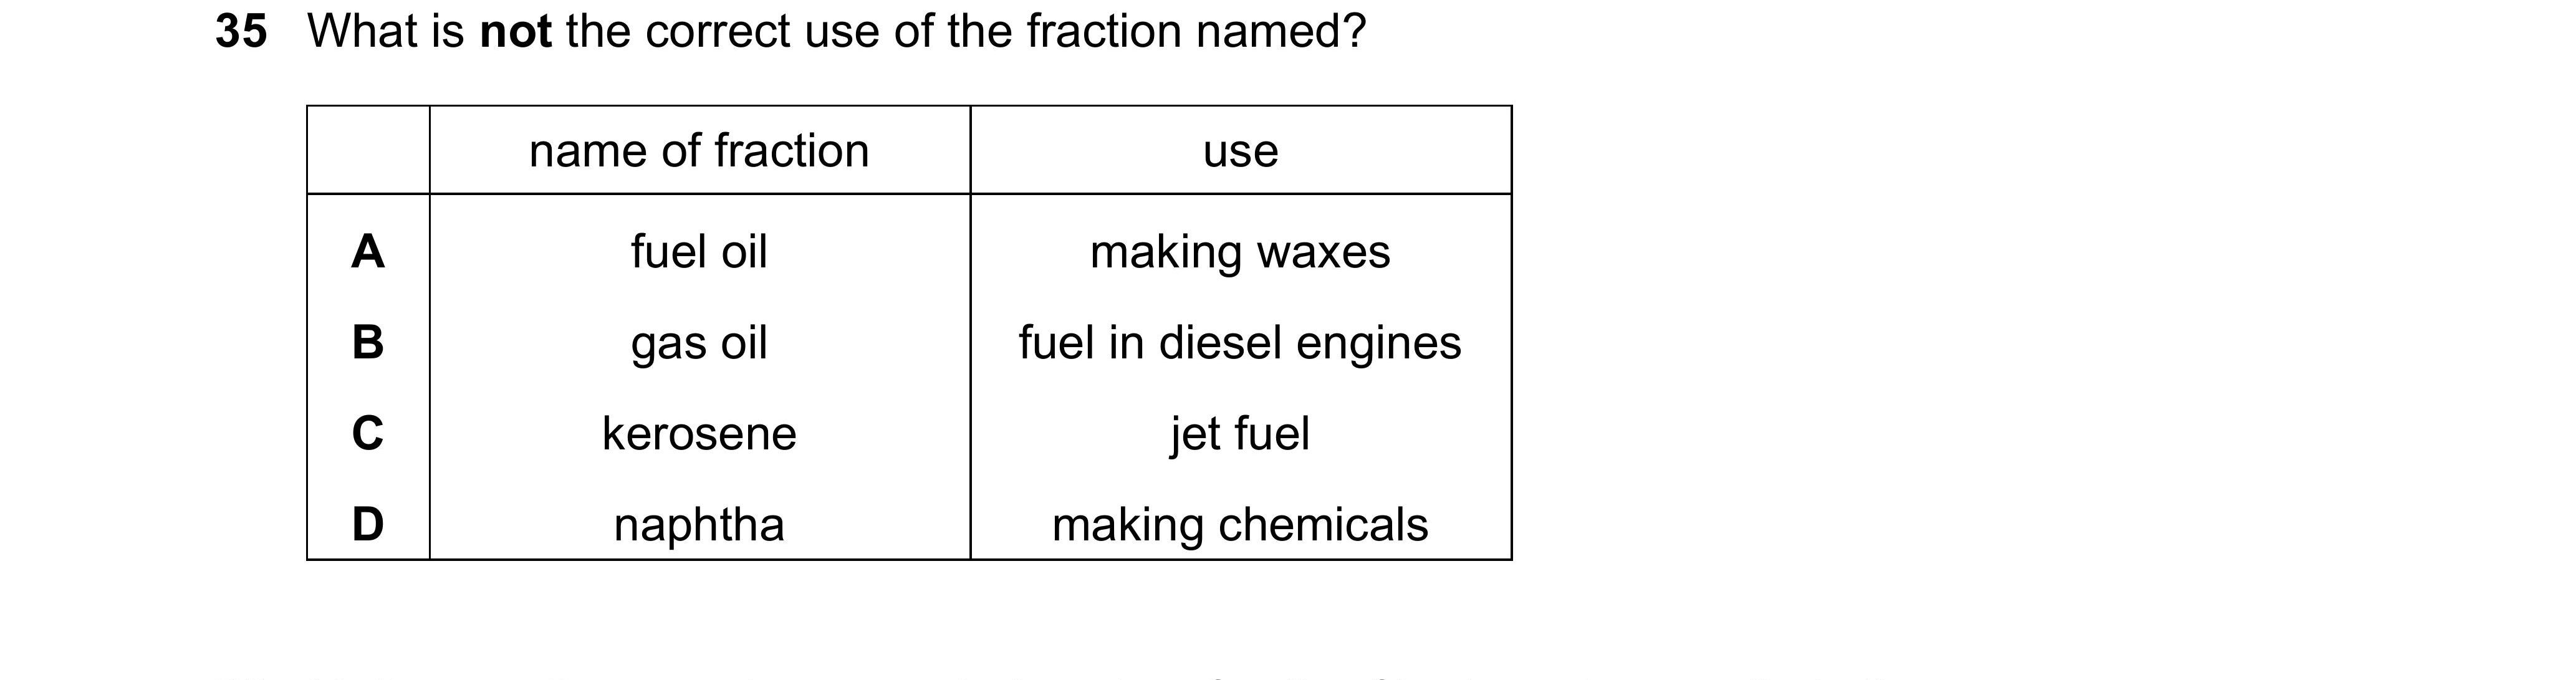 35 What is not the correct use of the fraction named?
name of fraction use
A fuel oil making waxes
B gas oil fuel in diesel engines
C kerosene jet fuel
D naphtha making chemicals